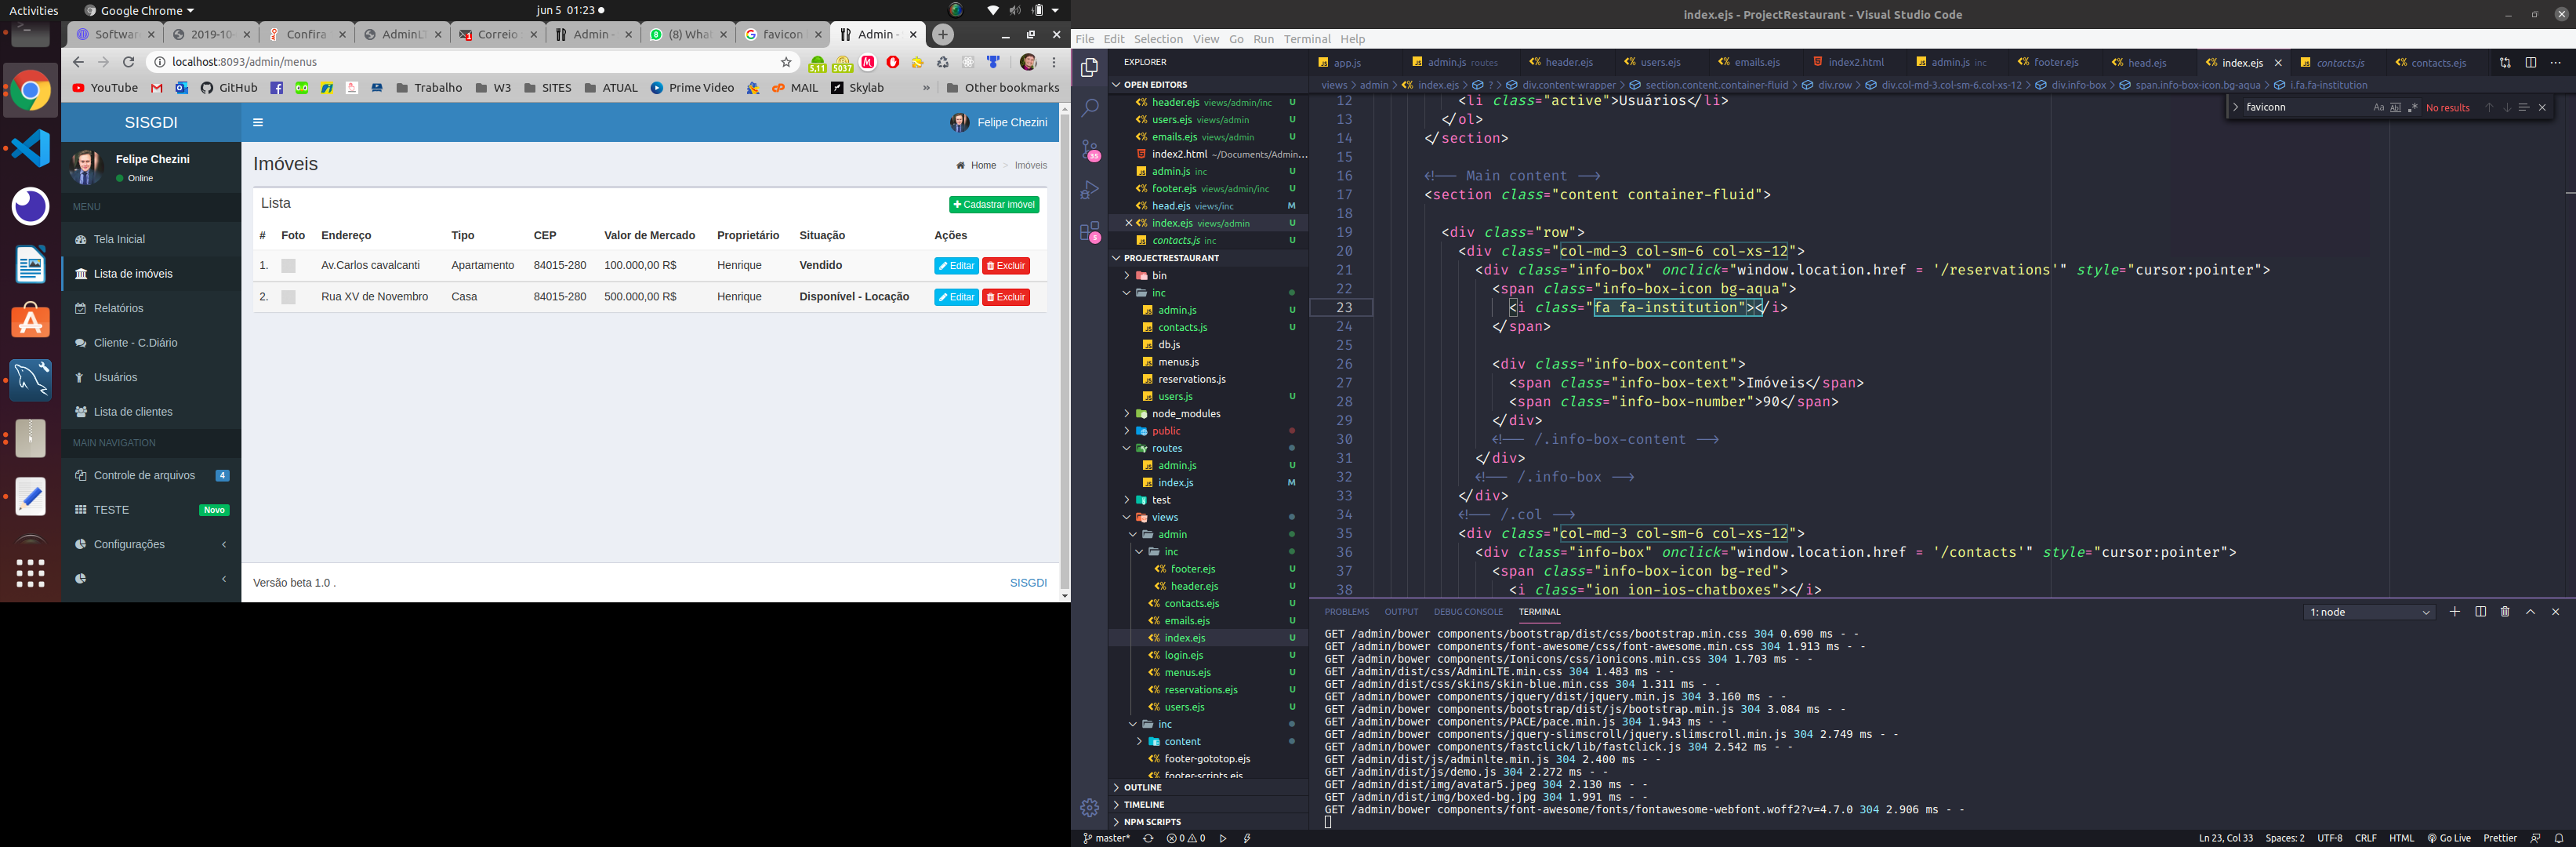 Activities
Google Chrome
jun 5 01:23
Softwar
2019-10-
Confira
AdminLT
Correio
Admin -
(8) Wha
favicon
Admin -
localhost:8093/admin/menus
5,11
5037
YouTube
GitHub
Trabalho
W3
SITES
ATUAL
Prime Video
MAIL
Skylab
»
Other bookmarks
SISGDI
Felipe Chezini
Felipe Chezini
Online
MENU
Tela Inicial
Lista de imóveis
Relatórios
Cliente - C.Diário
Usuários
Lista de clientes
MAIN NAVIGATION
Controle de arquivos 4
TESTE Novo
Configurações
Imóveis
Home > Imóveis
Lista
Cadastrar imóvel
# Foto Endereço Tipo CEP Valor de Mercado Proprietário Situação Ações
1. Av.Carlos cavalcanti Apartamento 84015-280 100.000,00 R$ Henrique Vendido Editar Excluir
2. Rua XV de Novembro Casa 84015-280 500.000,00 R$ Henrique Disponível - Locação Editar Excluir
Versão beta 1.0 .
SISGDI
index.ejs - ProjectRestaurant - Visual Studio Code
File Edit Selection View Go Run Terminal Help
EXPLORER
OPEN EDITORS
header.ejs views/admin/inc U
users.ejs views/admin U
emails.ejs views/admin U
index2.html ~/Documents/Admin...
admin.js inc U
footer.ejs views/admin/inc U
head.ejs views/inc M
index.ejs views/admin U
contacts.js inc U
PROJECTRESTAURANT
bin
inc
admin.js U
contacts.js U
db.js
menus.js
reservations.js
users.js U
node_modules
public
routes
admin.js U
index.js M
test
views
admin
inc
footer.ejs U
header.ejs U
contacts.ejs U
emails.ejs U
index.ejs U
login.ejs U
menus.ejs U
reservations.ejs U
users.ejs U
inc
content
footer-gototop.ejs
footer-scripts.ejs
OUTLINE
TIMELINE
NPM SCRIPTS
app.js
admin.js routes
header.ejs
users.ejs
emails.ejs
index2.html
admin.js inc
footer.ejs
head.ejs
index.ejs
contacts.js
contacts.ejs
views > admin > index.ejs > ? > div.content-wrapper > section.content.container-fluid > div.row > div.col-md-3.col-sm-6.col-xs-12 > div.info-box > span.info-box-icon.bg-aqua > i.fa.fa-institution
faviconn
No results
12 <li class="active">Usuários</li>
13 </ol>
14 </section>
15
16 <!-- Main content -->
17 <section class="content container-fluid">
18
19 <div class="row">
20 <div class="col-md-3 col-sm-6 col-xs-12">
21 <div class="info-box" onclick="window.location.href = '/reservations'" style="cursor:pointer">
22 <span class="info-box-icon bg-aqua">
23 <i class="fa fa-institution"></i>
24 </span>
25
26 <div class="info-box-content">
27 <span class="info-box-text">Imóveis</span>
28 <span class="info-box-number">90</span>
29 </div>
30 <!-- /.info-box-content -->
31 </div>
32 <!-- /.info-box -->
33 </div>
34 <!-- /.col -->
35 <div class="col-md-3 col-sm-6 col-xs-12">
36 <div class="info-box" onclick="window.location.href = '/contacts'" style="cursor:pointer">
37 <span class="info-box-icon bg-red">
38 <i class="ion ion-ios-chatboxes"></i>
PROBLEMS OUTPUT DEBUG CONSOLE TERMINAL
1: node
GET /admin/bower components/bootstrap/dist/css/bootstrap.min.css 304 0.690 ms - -
GET /admin/bower components/font-awesome/css/font-awesome.min.css 304 1.913 ms - -
GET /admin/bower components/Ionicons/css/ionicons.min.css 304 1.703 ms - -
GET /admin/dist/css/AdminLTE.min.css 304 1.483 ms - -
GET /admin/dist/css/skins/skin-blue.min.css 304 1.311 ms - -
GET /admin/bower components/jquery/dist/jquery.min.js 304 3.160 ms - -
GET /admin/bower components/bootstrap/dist/js/bootstrap.min.js 304 3.084 ms - -
GET /admin/bower components/PACE/pace.min.js 304 1.943 ms - -
GET /admin/bower components/jquery-slimscroll/jquery.slimscroll.min.js 304 2.749 ms - -
GET /admin/bower components/fastclick/lib/fastclick.js 304 2.542 ms - -
GET /admin/dist/js/adminlte.min.js 304 2.400 ms - -
GET /admin/dist/js/demo.js 304 2.272 ms - -
GET /admin/dist/img/avatar5.jpeg 304 2.130 ms - -
GET /admin/dist/img/boxed-bg.jpg 304 1.991 ms - -
GET /admin/bower components/font-awesome/fonts/fontawesome-webfont.woff2?v=4.7.0 304 2.906 ms - -
master*
0 0
Ln 23, Col 33
Spaces: 2
UTF-8
CRLF
HTML
Go Live
Prettier